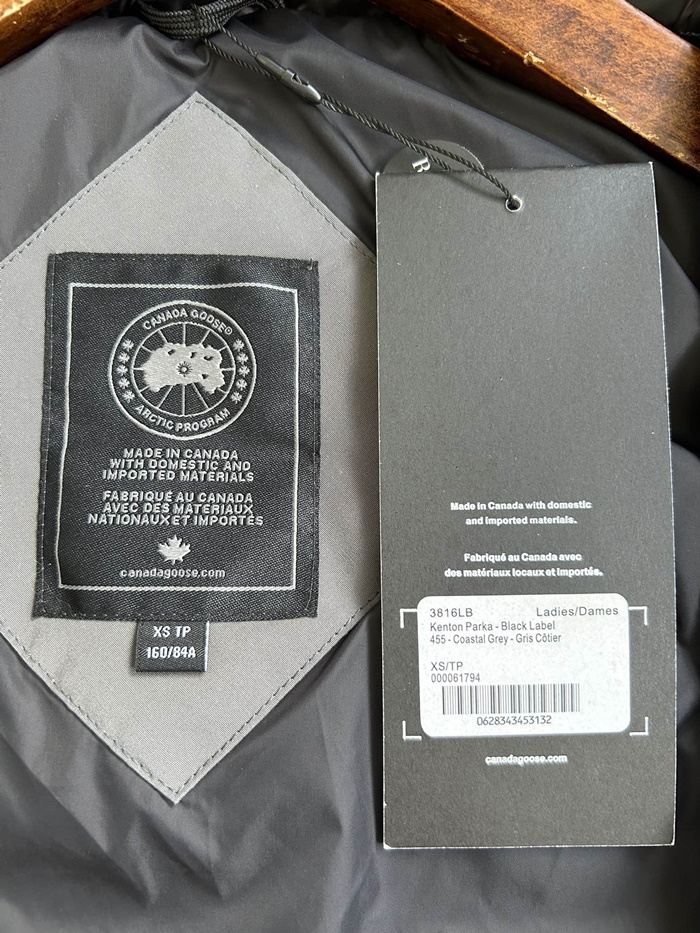 CANADA GOOSE®
ARCTIC PROGRAM
MADE IN CANADA
WITH DOMESTIC AND
IMPORTED MATERIALS
FABRIQUÉ AU CANADA
AVEC DES MATERIAUX
NATIONAUX ET IMPORTÉS
canadagoose.com
XS TP
160/84A
R
Made in Canada with domestic
and imported materials.
Fabriqué au Canada avec
des matériaux locaux et importés.
3816LB Ladies/Dames
Kenton Parka - Black Label
455 - Coastal Grey - Gris Côtier
XS/TP
000061794
0628343453132
canadagoose.com